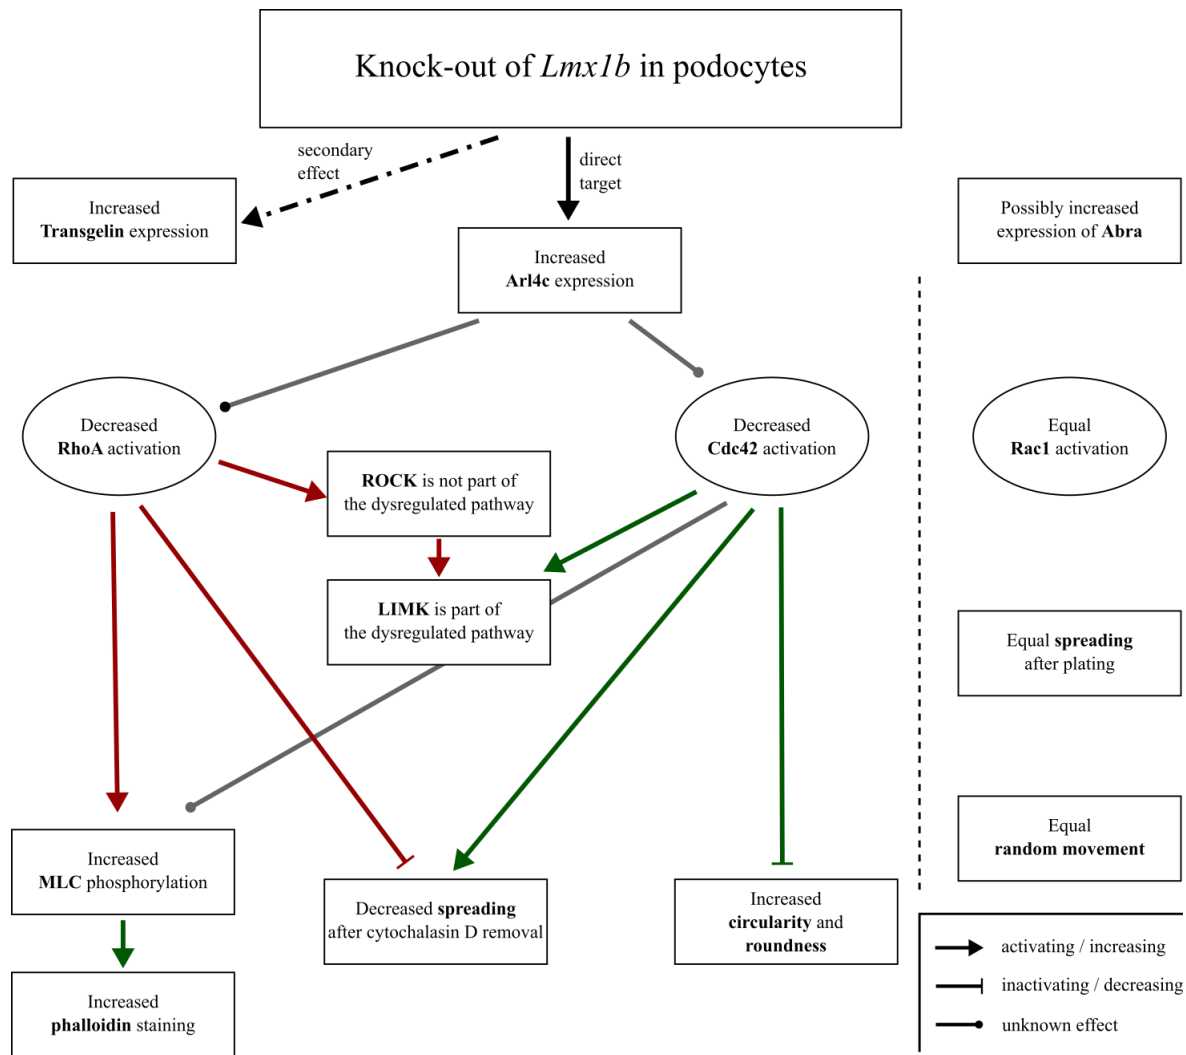 Knock-out of Lmx1b in podocytes
secondary
effect
direct
target
Increased
Transgelin expression
Possibly increased
expression of Abra
Increased
Arl4c expression
Decreased
RhoA activation
Decreased
Cdc42 activation
Equal
Rac1 activation
ROCK is not part of
the dysregulated pathway
LIMK is part of
the dysregulated pathway
Equal spreading
after plating
Equal
random movement
Increased
MLC phosphorylation
Decreased spreading
after cytochalasin D removal
Increased
circularity and
roundness
Increased
phalloidin staining
activating / increasing
inactivating / decreasing
unknown effect